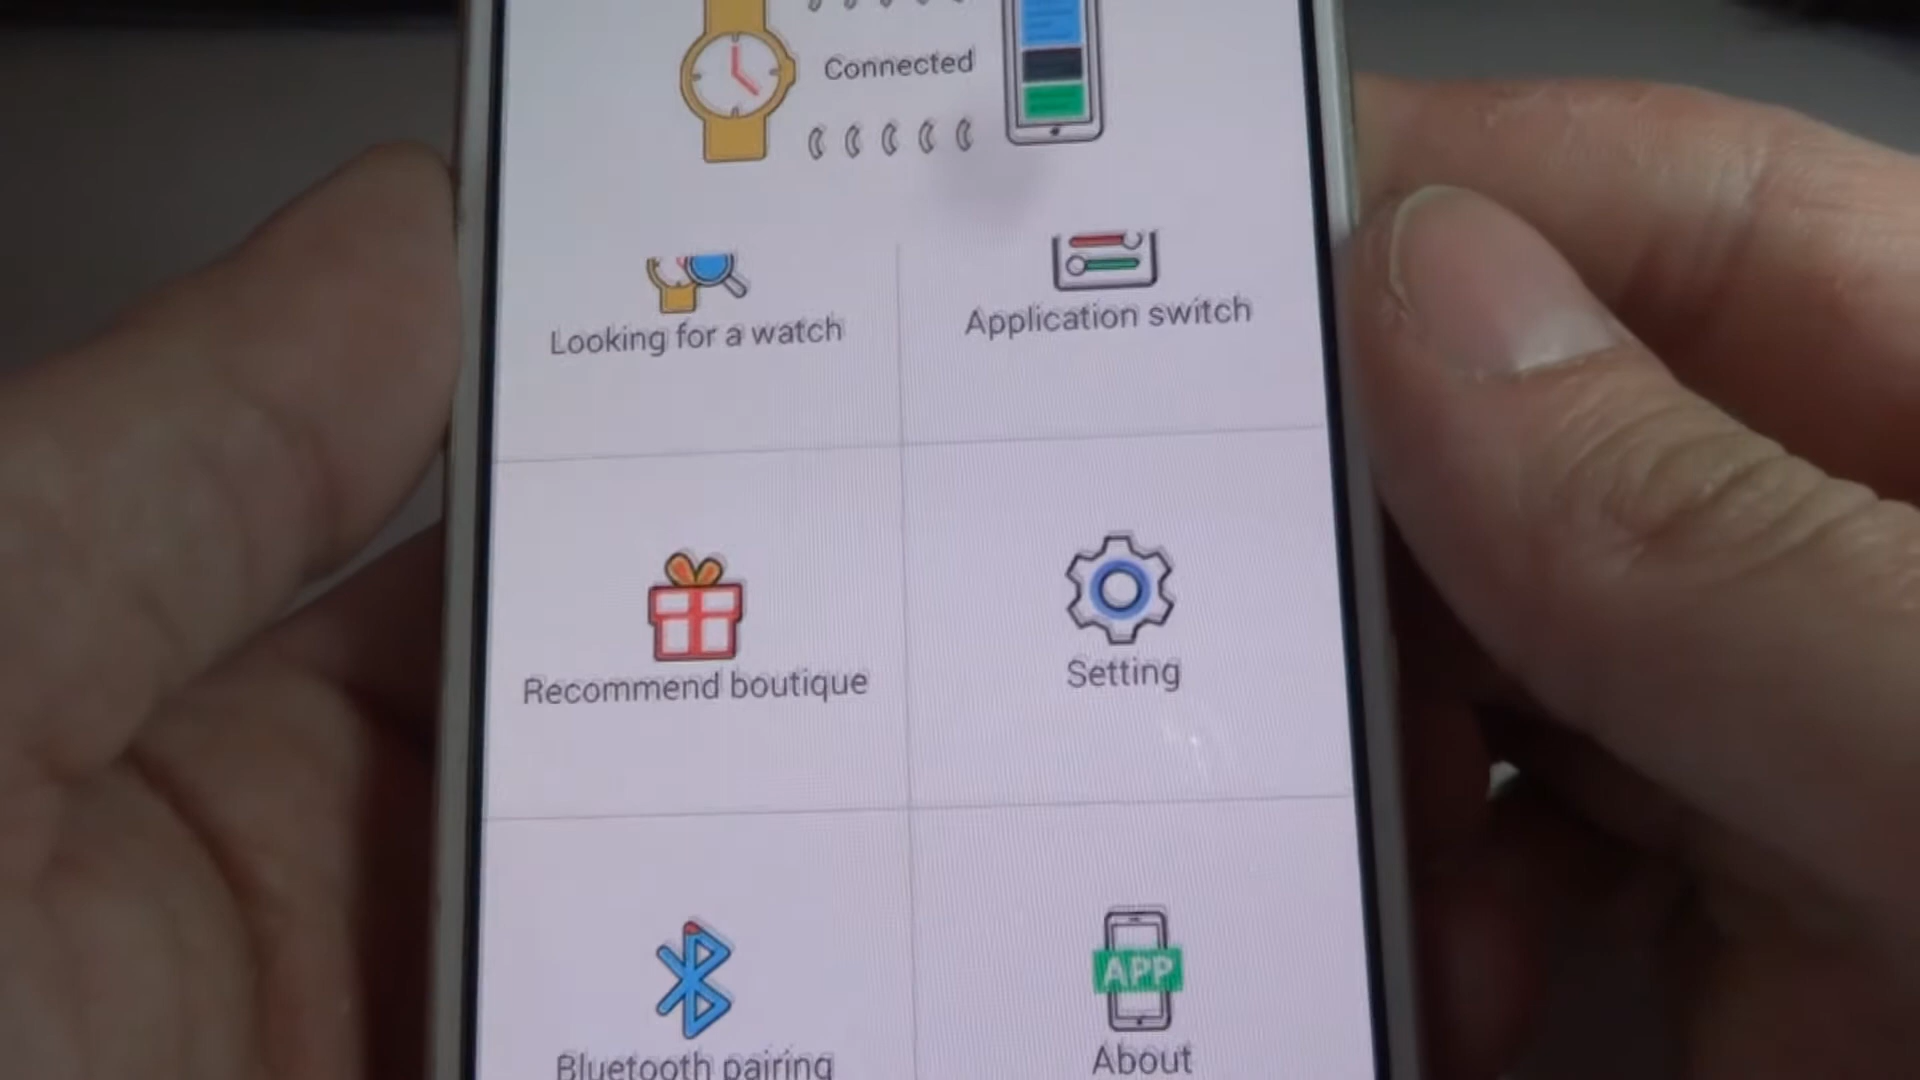 Connected
Looking for a watch
Application switch
Recommend boutique
Setting
APP
Bluetooth pairing
About